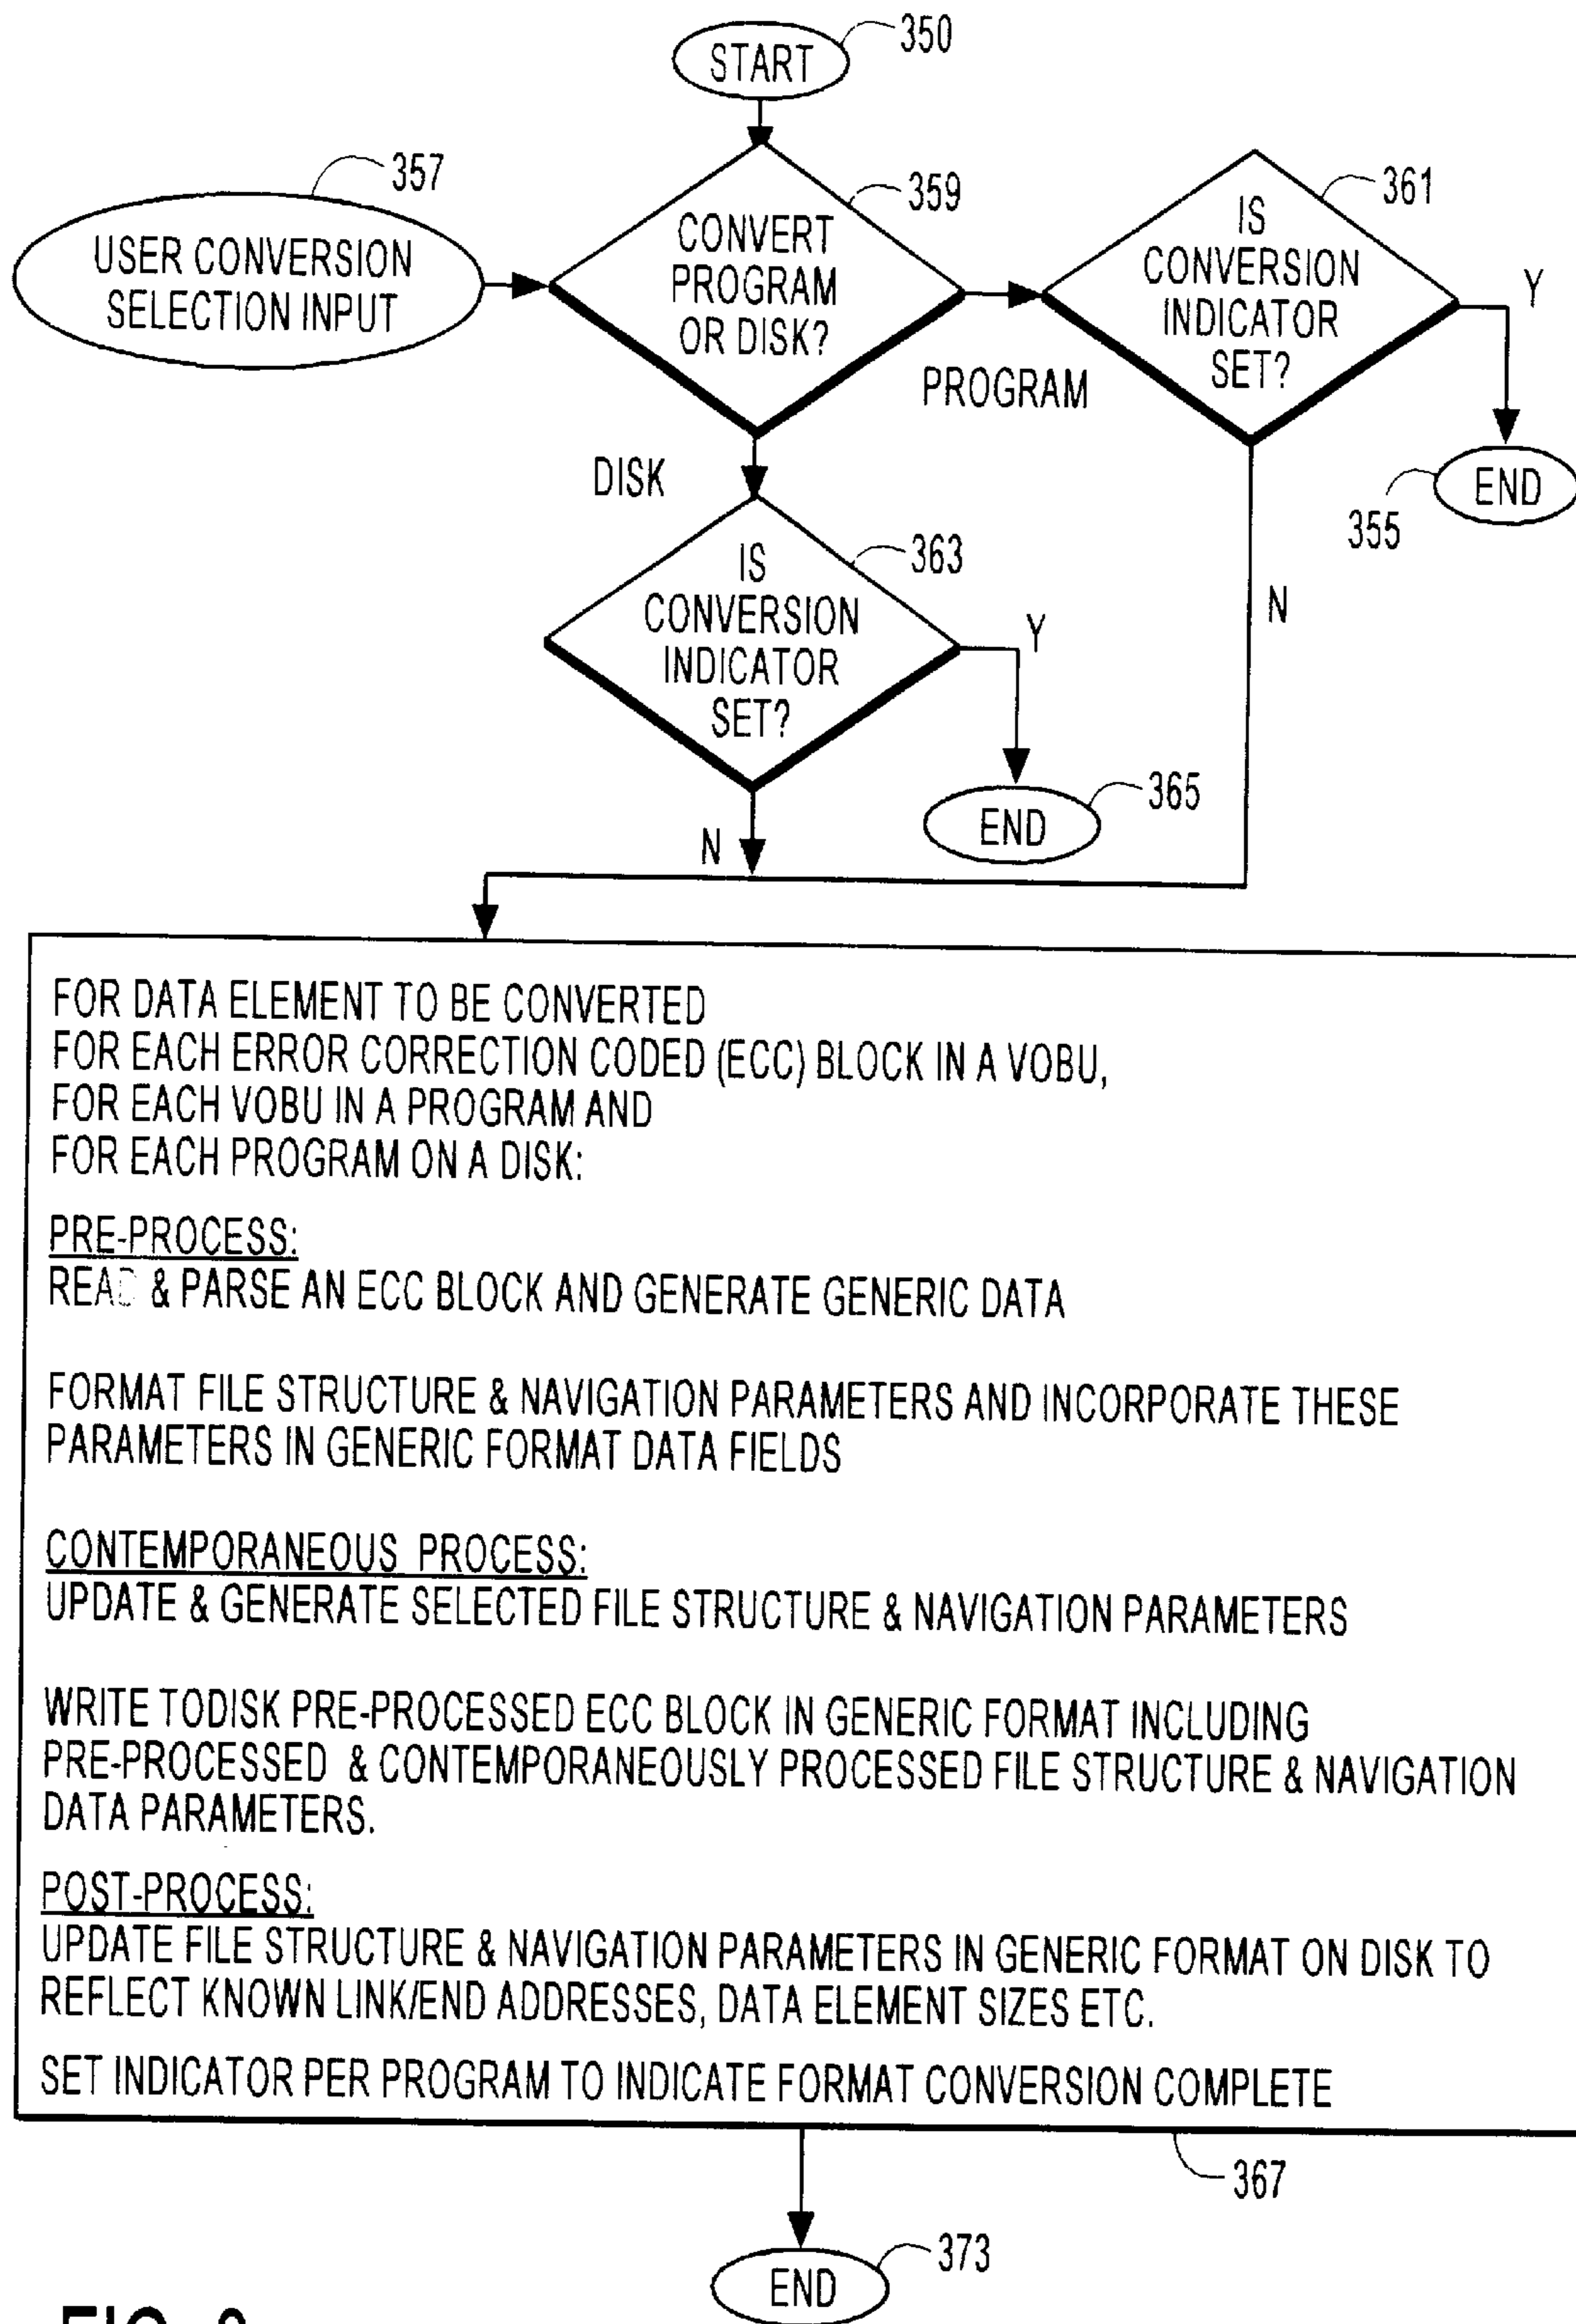 START
350
357
USER CONVERSION
SELECTION INPUT
359
CONVERT
PROGRAM
OR DISK?
361
IS
CONVERSION
INDICATOR
SET?
Y
PROGRAM
END
355
DISK
363
IS
CONVERSION
INDICATOR
SET?
Y
N
END
365
N
FOR DATA ELEMENT TO BE CONVERTED
FOR EACH ERROR CORRECTION CODED (ECC) BLOCK IN A VOBU,
FOR EACH VOBU IN A PROGRAM AND
FOR EACH PROGRAM ON A DISK:
PRE-PROCESS:
READ & PARSE AN ECC BLOCK AND GENERATE GENERIC DATA
FORMAT FILE STRUCTURE & NAVIGATION PARAMETERS AND INCORPORATE THESE
PARAMETERS IN GENERIC FORMAT DATA FIELDS
CONTEMPORANEOUS PROCESS:
UPDATE & GENERATE SELECTED FILE STRUCTURE & NAVIGATION PARAMETERS
WRITE TODISK PRE-PROCESSED ECC BLOCK IN GENERIC FORMAT INCLUDING
PRE-PROCESSED & CONTEMPORANEOUSLY PROCESSED FILE STRUCTURE & NAVIGATION
DATA PARAMETERS.
POST-PROCESS:
UPDATE FILE STRUCTURE & NAVIGATION PARAMETERS IN GENERIC FORMAT ON DISK TO
REFLECT KNOWN LINK/END ADDRESSES, DATA ELEMENT SIZES ETC.
SET INDICATOR PER PROGRAM TO INDICATE FORMAT CONVERSION COMPLETE
367
END
373
FIG.